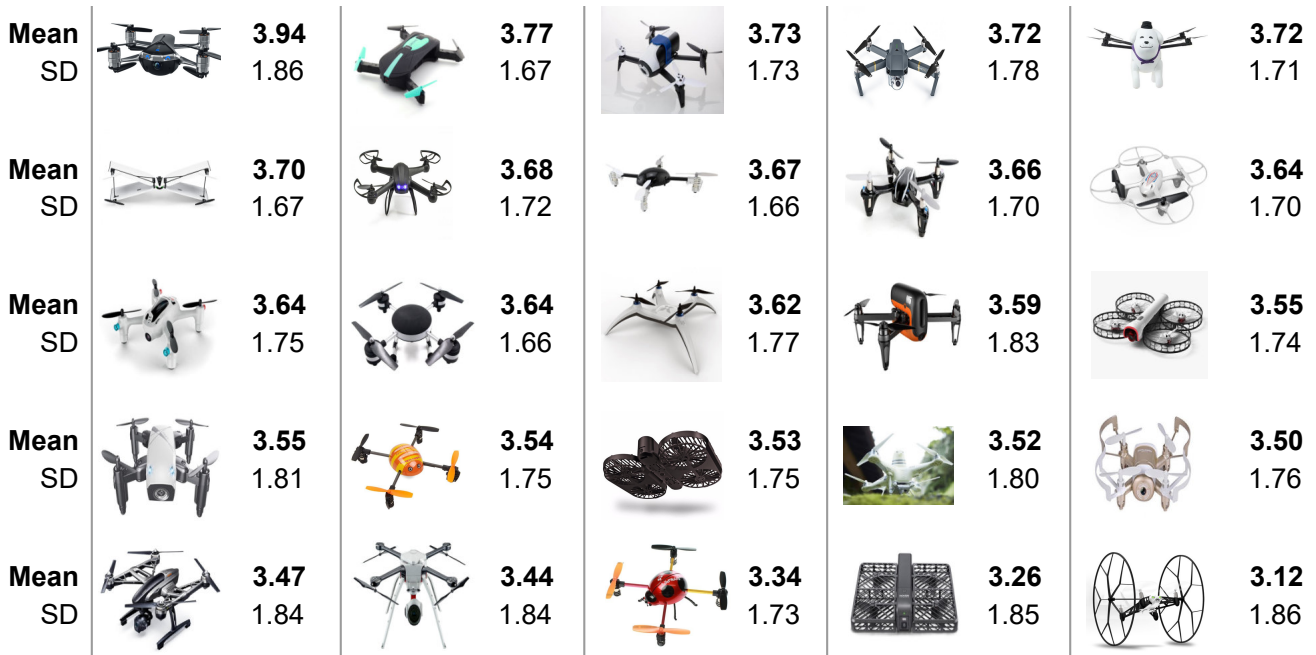 Mean 3.94 3.77 3.73 3.72 3.72
SD 1.86 1.67 1.73 1.78 1.71
Mean 3.70 3.68 3.67 3.66 3.64
SD 1.67 1.72 1.66 1.70 1.70
Mean 3.64 3.64 3.62 3.59 3.55
SD 1.75 1.66 1.77 1.83 1.74
Mean 3.55 3.54 3.53 3.52 3.50
SD 1.81 1.75 1.75 1.80 1.76
Mean 3.47 3.44 3.34 3.26 3.12
SD 1.84 1.84 1.73 1.85 1.86